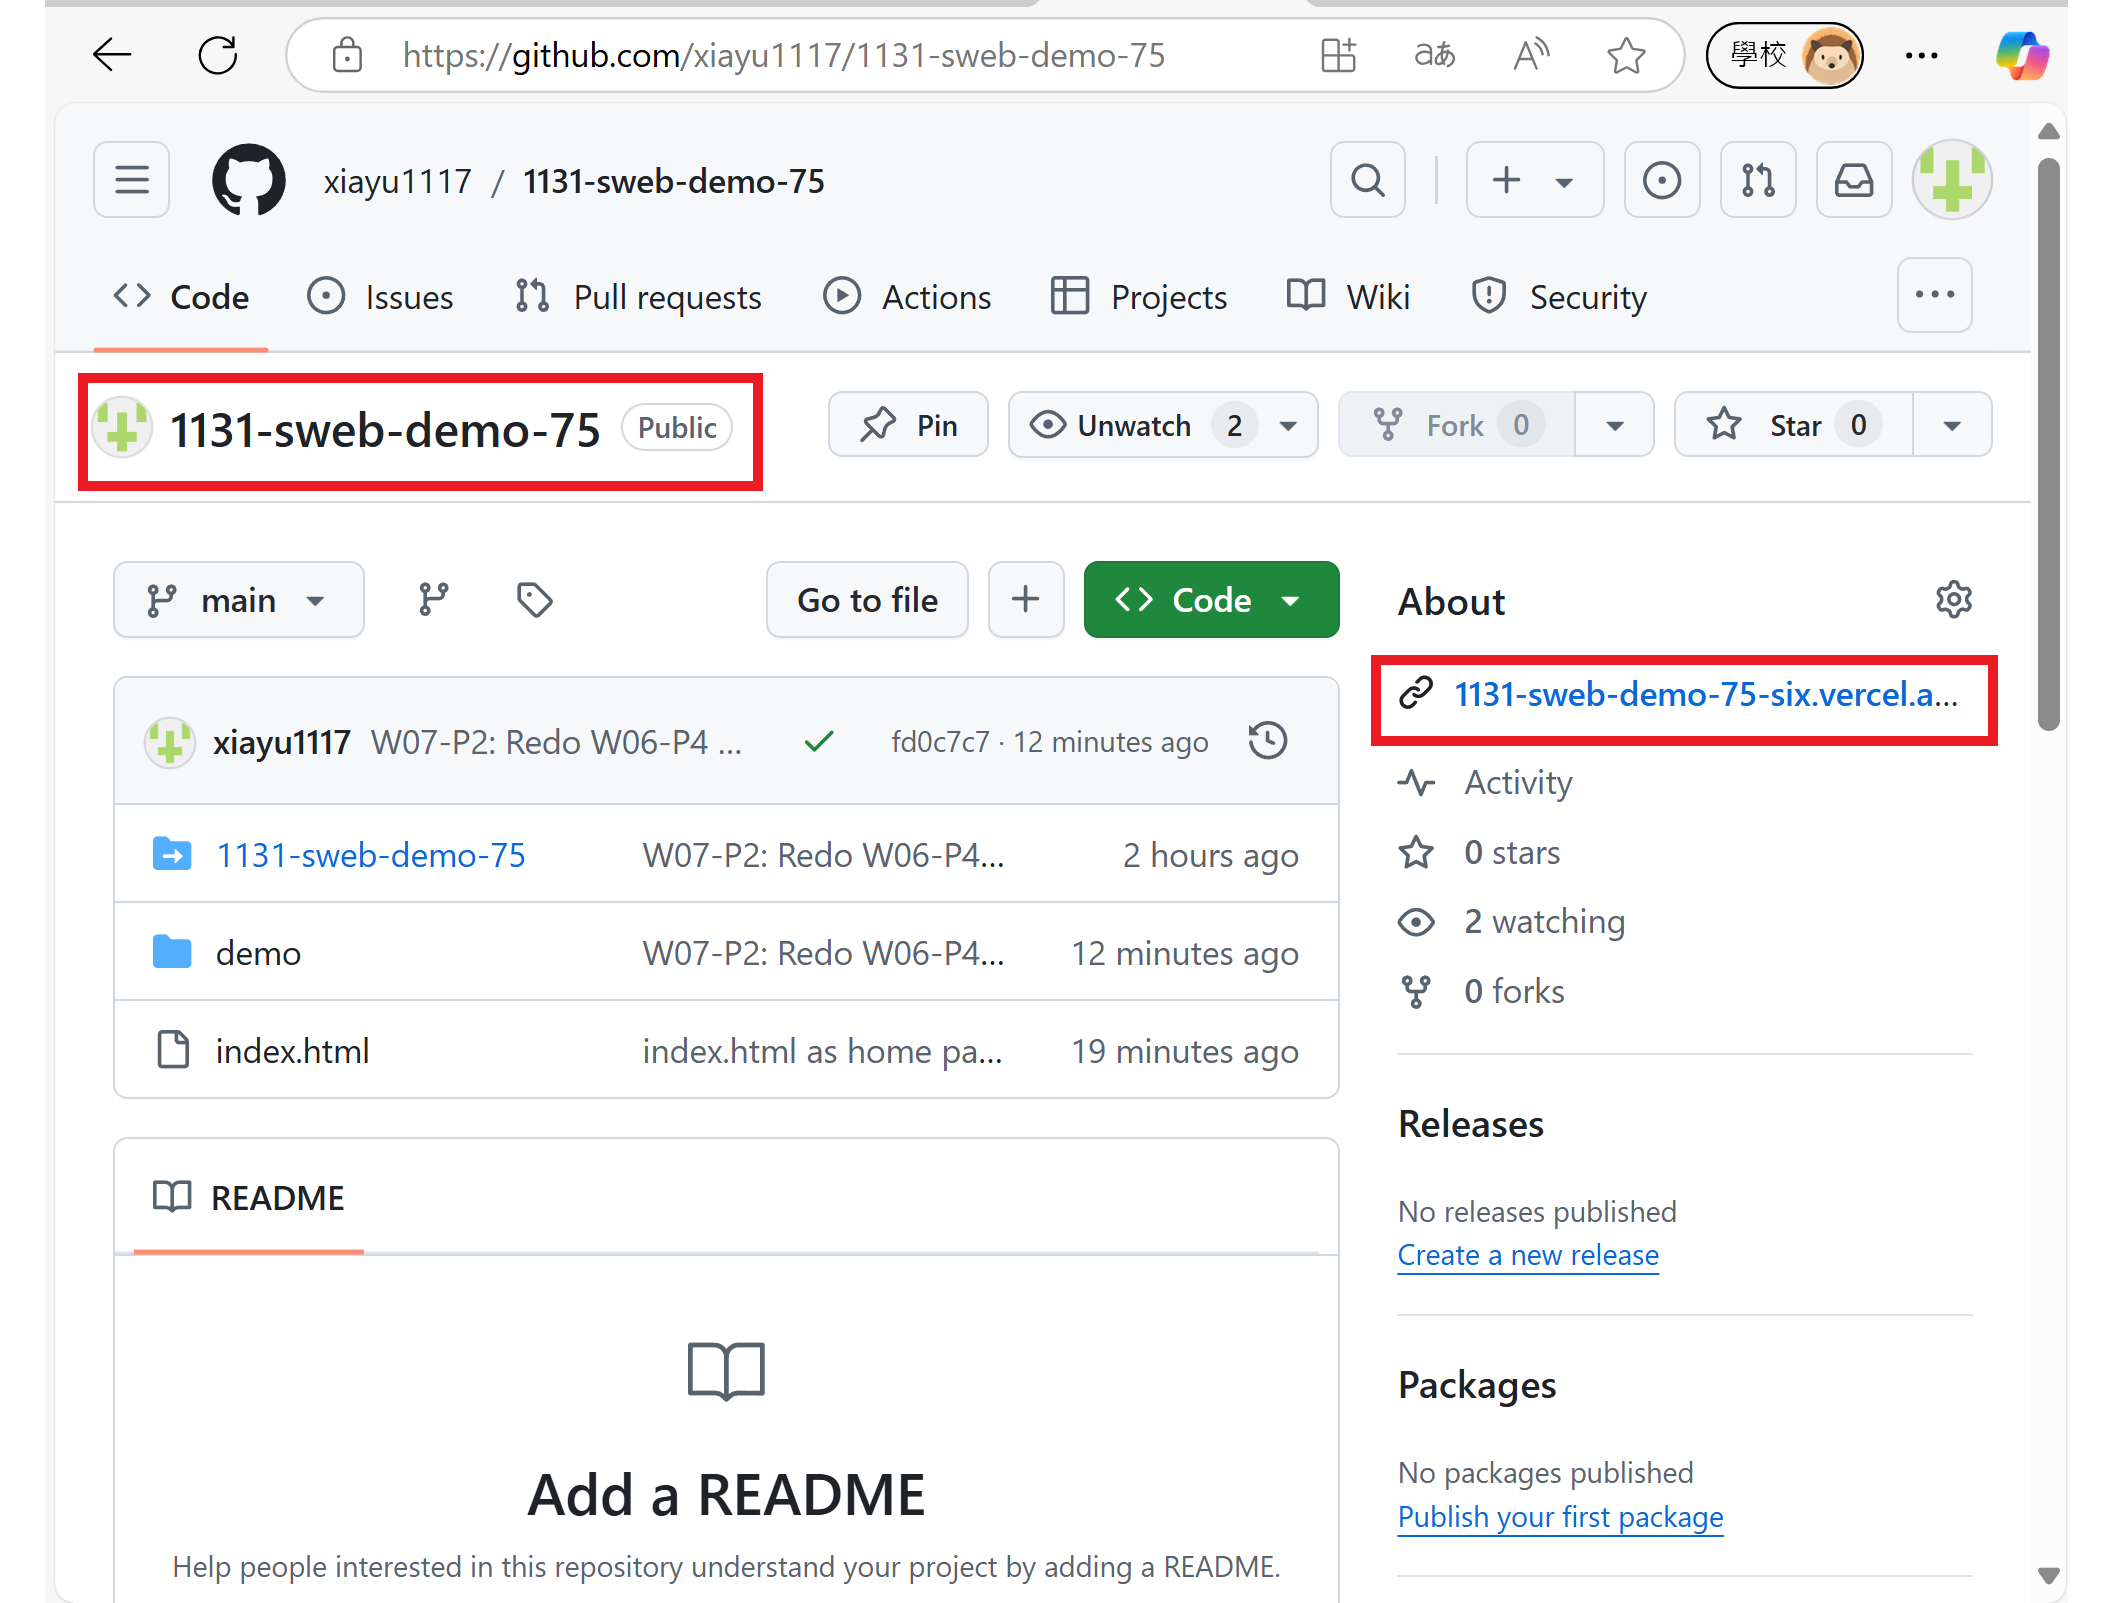 https://github.com/xiayu1117/1131-sweb-demo-75
aあ
A
學校
xiayu1117 / 1131-sweb-demo-75
Code
Issues
Pull requests
Actions
Projects
Wiki
Security
1131-sweb-demo-75 Public
Pin
Unwatch 2
Fork 0
Star 0
main
Go to file
Code
xiayu1117 W07-P2: Redo W06-P4 ... fd0c7c7 · 12 minutes ago
1131-sweb-demo-75 W07-P2: Redo W06-P4... 2 hours ago
demo W07-P2: Redo W06-P4... 12 minutes ago
index.html index.html as home pa... 19 minutes ago
README
Add a README
Help people interested in this repository understand your project by adding a README.
About
1131-sweb-demo-75-six.vercel.a...
Activity
0 stars
2 watching
0 forks
Releases
No releases published
Create a new release
Packages
No packages published
Publish your first package